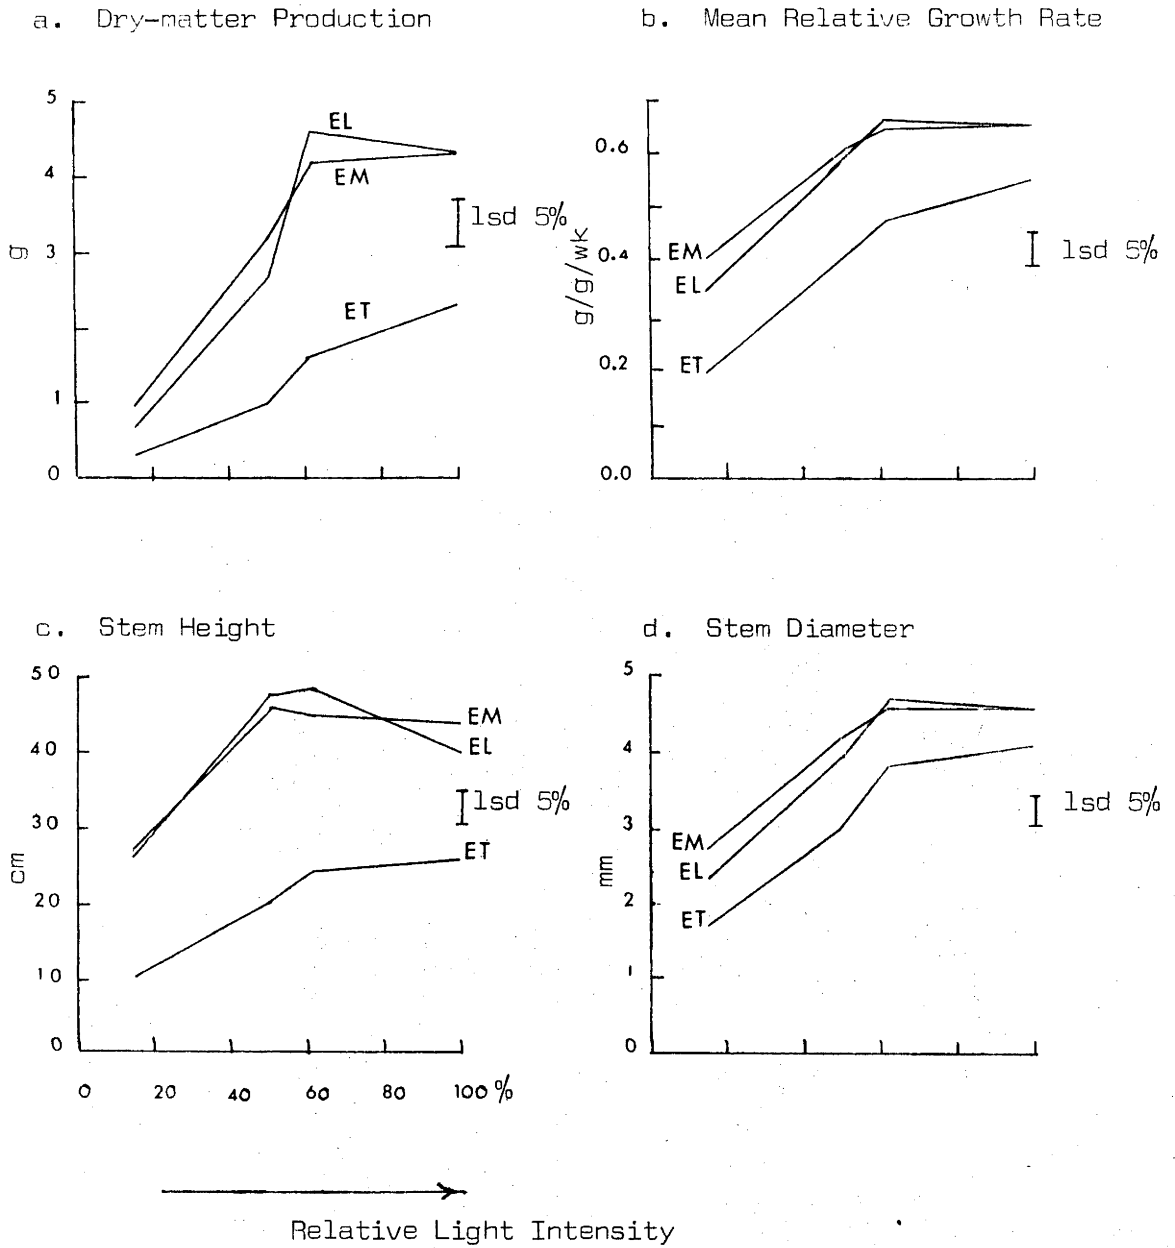 a. Dry-matter Production
5
4
3
1
0
g
EL
EM
ET
lsd 5%
b. Mean Relative Growth Rate
0.6
0.4
0.2
0.0
g/g/wk
EM
EL
ET
lsd 5%
c. Stem Height
50
40
30
20
10
0
cm
EM
EL
ET
lsd 5%
0 20 40 60 80 100%
d. Stem Diameter
5
4
3
2
1
0
mm
EM
EL
ET
lsd 5%
Relative Light Intensity